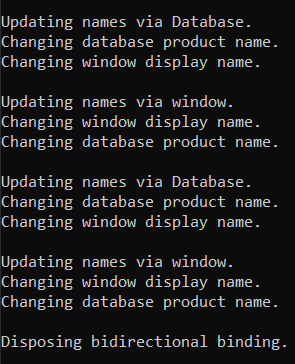 Updating names via Database.
Changing database product name.
Changing window display name.

Updating names via window.
Changing window display name.
Changing database product name.

Updating names via Database.
Changing database product name.
Changing window display name.

Updating names via window.
Changing window display name.
Changing database product name.

Disposing bidirectional binding.